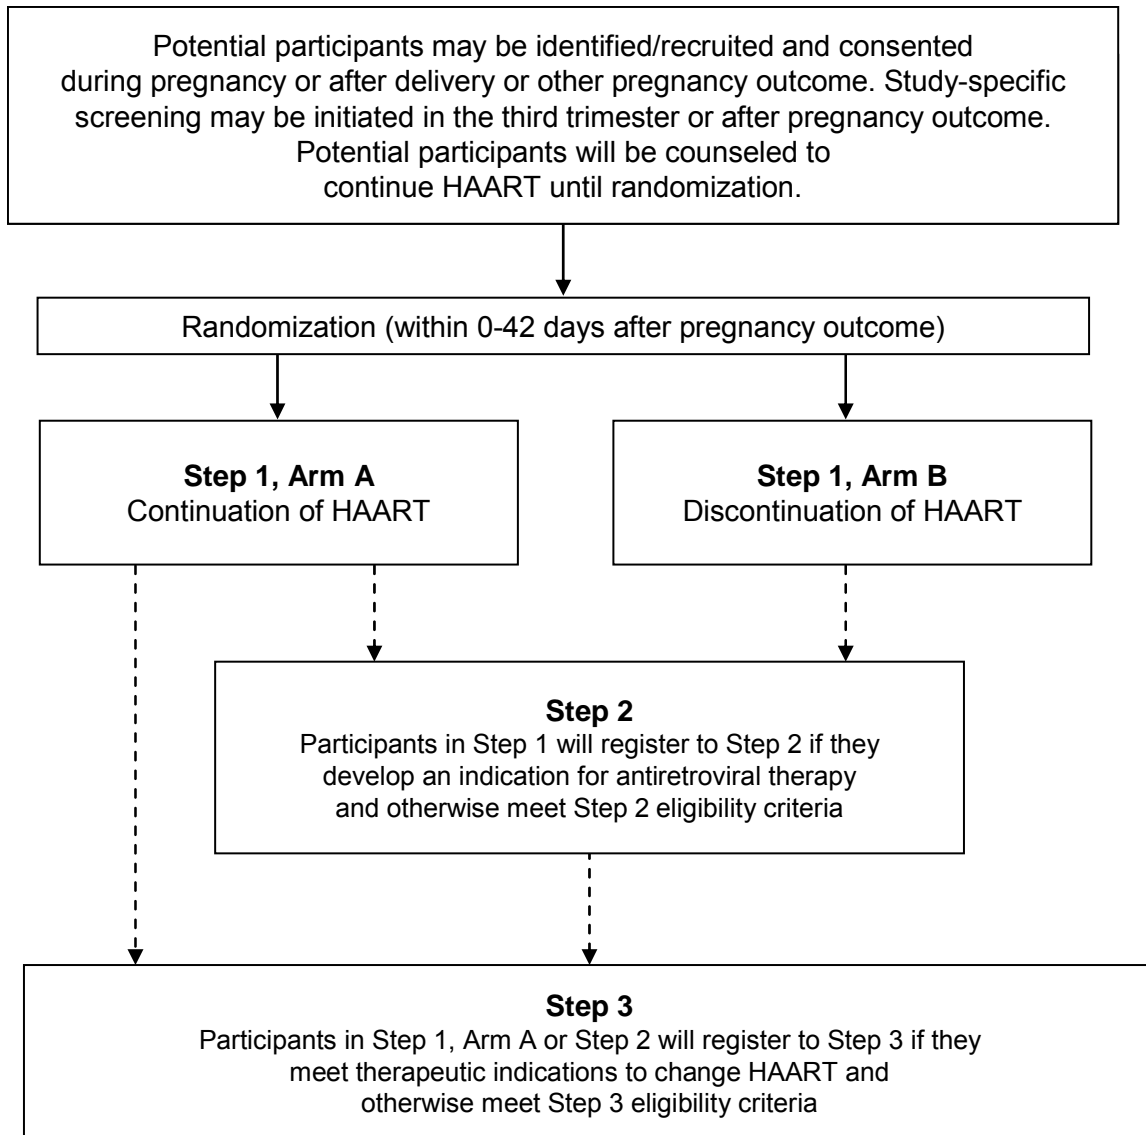 Potential participants may be identified/recruited and consented
during pregnancy or after delivery or other pregnancy outcome. Study-specific
screening may be initiated in the third trimester or after pregnancy outcome.
Potential participants will be counseled to
continue HAART until randomization.
Randomization (within 0-42 days after pregnancy outcome)
Step 1, Arm A
Continuation of HAART
Step 1, Arm B
Discontinuation of HAART
Step 2
Participants in Step 1 will register to Step 2 if they
develop an indication for antiretroviral therapy
and otherwise meet Step 2 eligibility criteria
Step 3
Participants in Step 1, Arm A or Step 2 will register to Step 3 if they
meet therapeutic indications to change HAART and
otherwise meet Step 3 eligibility criteria